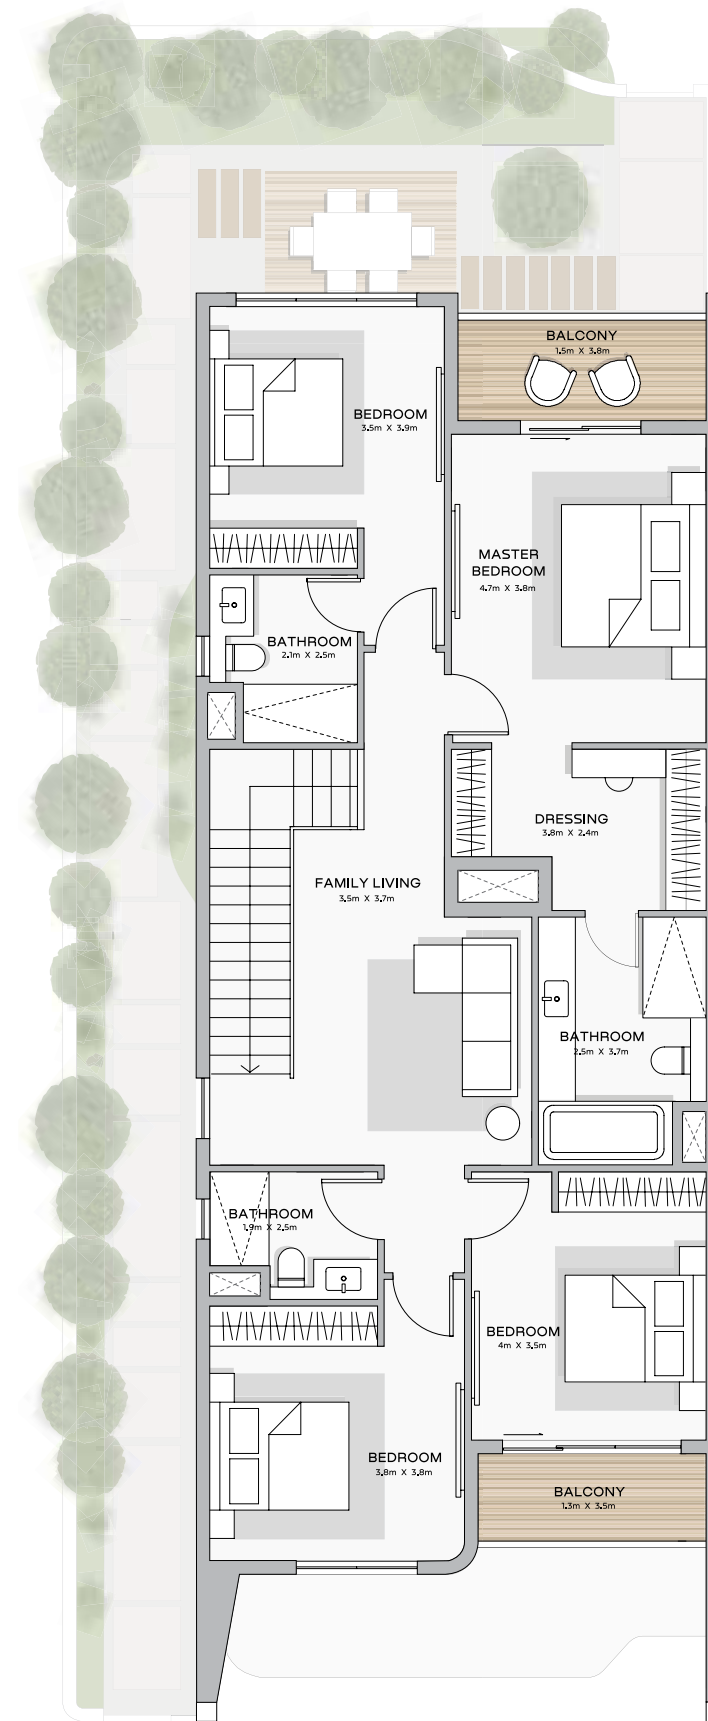 BALCONY
1.5m X 3.8m
BEDROOM
3.5m X 3.9m
MASTER
BEDROOM
4.7m X 3.8m
BATHROOM
2.1m X 2.5m
DRESSING
3.8m X 2.4m
FAMILY LIVING
3.5m X 3.7m
BATHROOM
2.5m X 3.7m
BATHROOM
1.9m X 2.5m
BEDROOM
4m X 3.5m
BEDROOM
3.8m X 3.8m
BALCONY
1.3m X 3.5m